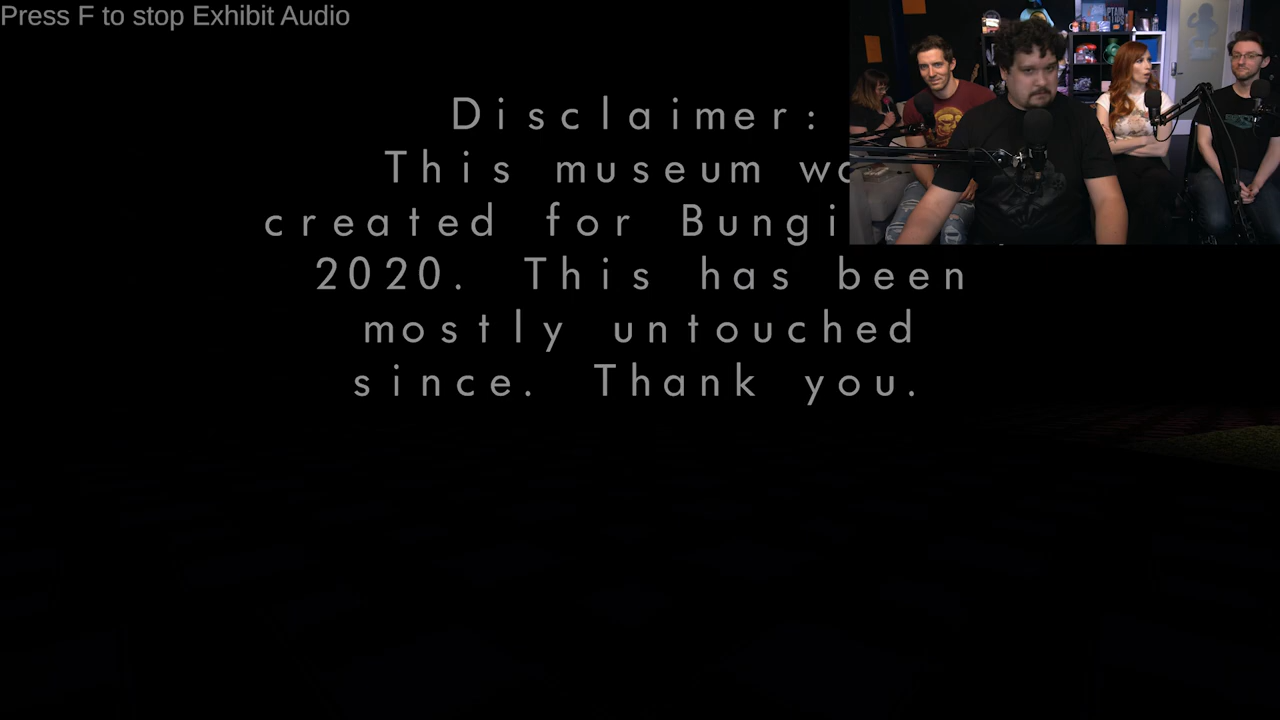 Press F to stop Exhibit Audio
Disclaimer:
This museum
created for
2020. This has been
mostly untouched
since. Thank you.